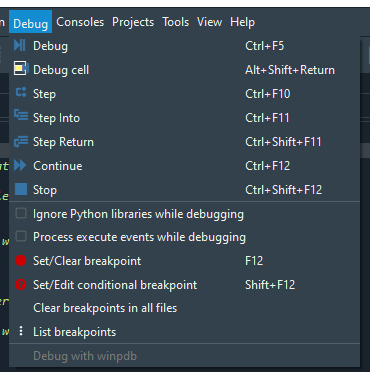 Debug Consoles Projects Tools View Help
Debug Ctrl+F5
Debug cell Alt+Shift+Return
Step Ctrl+F10
Step Into Ctrl+F11
Step Return Ctrl+Shift+F11
Continue Ctrl+F12
Stop Ctrl+Shift+F12
Ignore Python libraries while debugging
Process execute events while debugging
Set/Clear breakpoint F12
Set/Edit conditional breakpoint Shift+F12
Clear breakpoints in all files
List breakpoints
Debug with winpdb